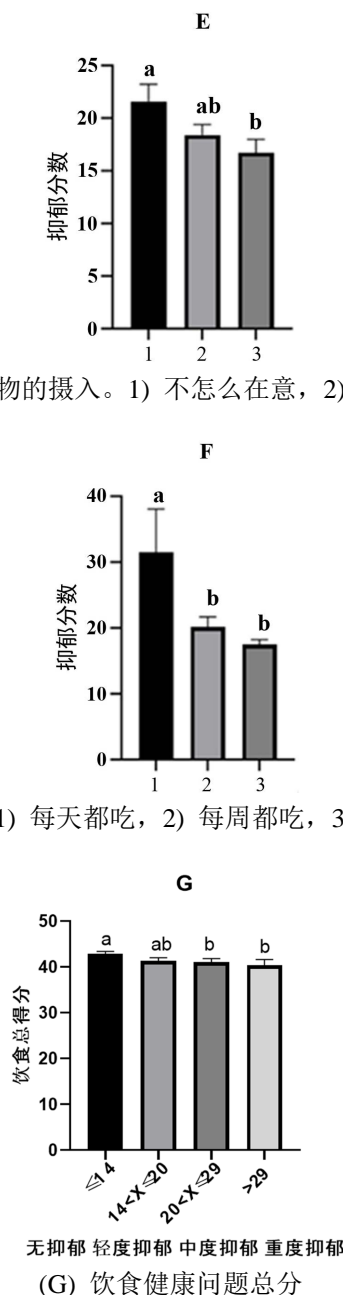 E
a
ab
b
25
20
15
10
5
0
抑郁分数
1 2 3
物的摄入。1) 不怎么在意，2)
F
a
b
b
40
30
20
10
0
抑郁分数
1 2 3
1) 每天都吃，2) 每周都吃，3
G
a
ab
b
b
50
40
30
20
10
0
饮食总得分
≤14
14<X≤20
20<X≤29
>29
无抑郁 轻度抑郁 中度抑郁 重度抑郁
(G) 饮食健康问题总分